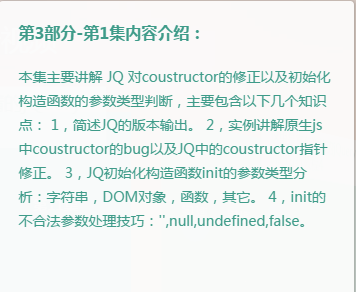 第3部分-第1集内容介绍：
本集主要讲解 JQ 对coustructor的修正以及初始化
构造函数的参数类型判断，主要包含以下几个知识
点： 1，简述JQ的版本输出。 2，实例讲解原生js
中coustructor的bug以及JQ中的coustructor指针
修正。 3，JQ初始化构造函数init的参数类型分
析：字符串，DOM对象，函数，其它。 4，init的
不合法参数处理技巧：'',null,undefined,false。